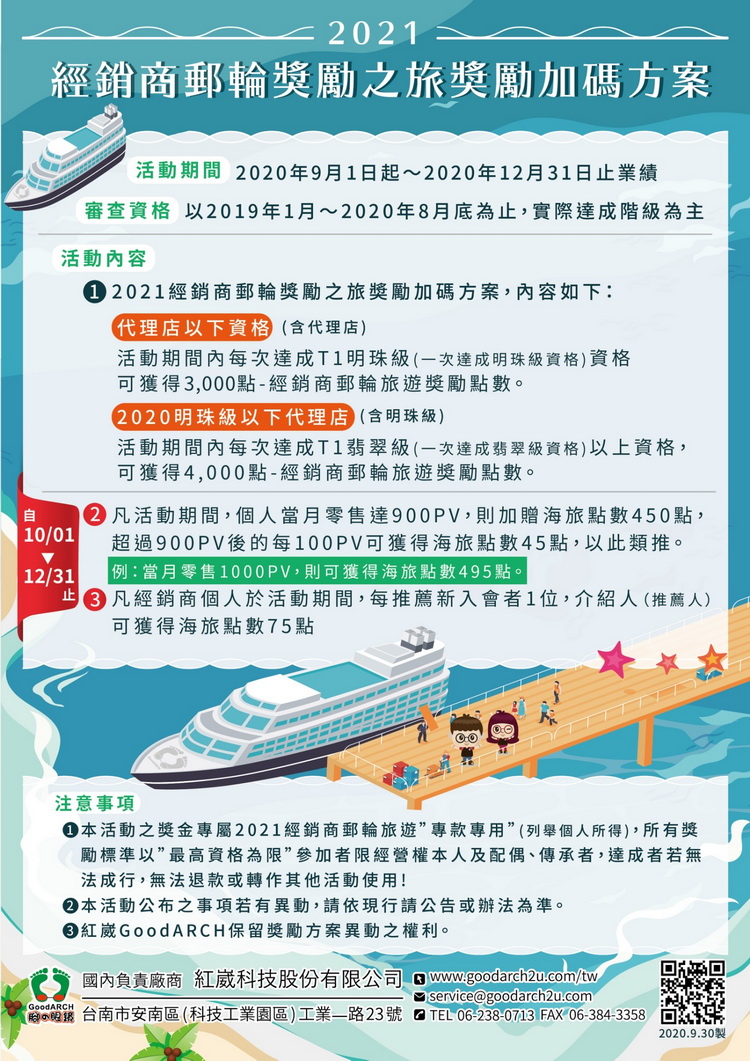 2021
經銷商郵輪獎勵之旅獎勵加碼方案
活動期間 2020年9月1日起～2020年12月31日止業績
審查資格 以2019年1月～2020年8月底為止，實際達成階級為主
活動內容
1 2021經銷商郵輪獎勵之旅獎勵加碼方案，內容如下：
代理店以下資格 (含代理店)
活動期間內每次達成T1明珠級(一次達成明珠級資格)資格
可獲得3,000點-經銷商郵輪旅遊獎勵點數。
2020明珠級以下代理店 (含明珠級)
活動期間內每次達成T1翡翠級(一次達成翡翠級資格)以上資格，
可獲得4,000點-經銷商郵輪旅遊獎勵點數。
自
10/01
▼
12/31
止
2 凡活動期間，個人當月零售達900PV，則加贈海旅點數450點，
超過900PV後的每100PV可獲得海旅點數45點，以此類推。
例：當月零售1000PV，則可獲得海旅點數495點。
3 凡經銷商個人於活動期間，每推薦新入會者1位，介紹人（推薦人）
可獲得海旅點數75點
注意事項
1 本活動之獎金專屬2021經銷商郵輪旅遊”專款專用”(列舉個人所得)，所有獎
勵標準以”最高資格為限”參加者限經營權本人及配偶、傳承者，達成者若無
法成行，無法退款或轉作其他活動使用!
2 本活動公布之事項若有異動，請依現行請公告或辦法為準。
3 紅崴GoodARCH保留獎勵方案異動之權利。
GoodARCH
腳の眼鏡
國內負責廠商 紅崴科技股份有限公司
台南市安南區(科技工業園區)工業一路23號
www.goodarch2u.com/tw
service@goodarch2u.com
TEL 06-238-0713 FAX 06-384-3358
2020.9.30製